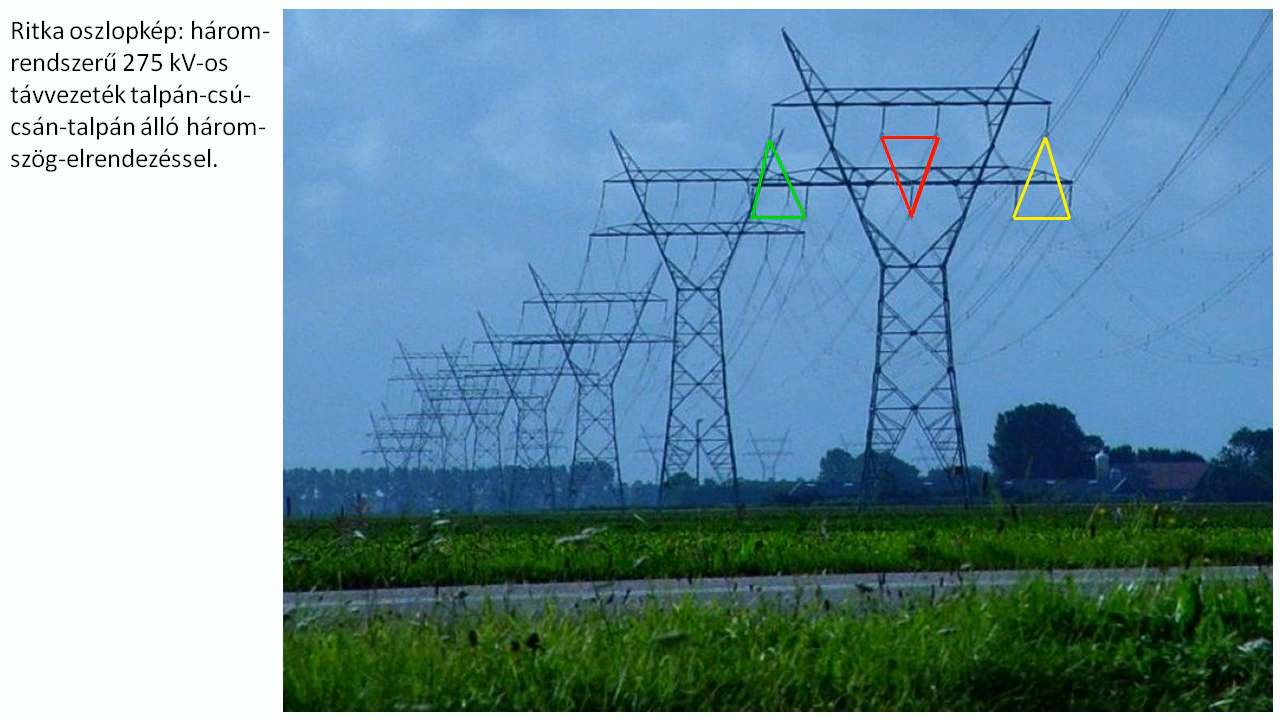 Ritka oszlopkép: három-
rendszerű 275 kV-os
távvezeték talpán-csú-
csán-talpán álló három-
szög-elrendezéssel.